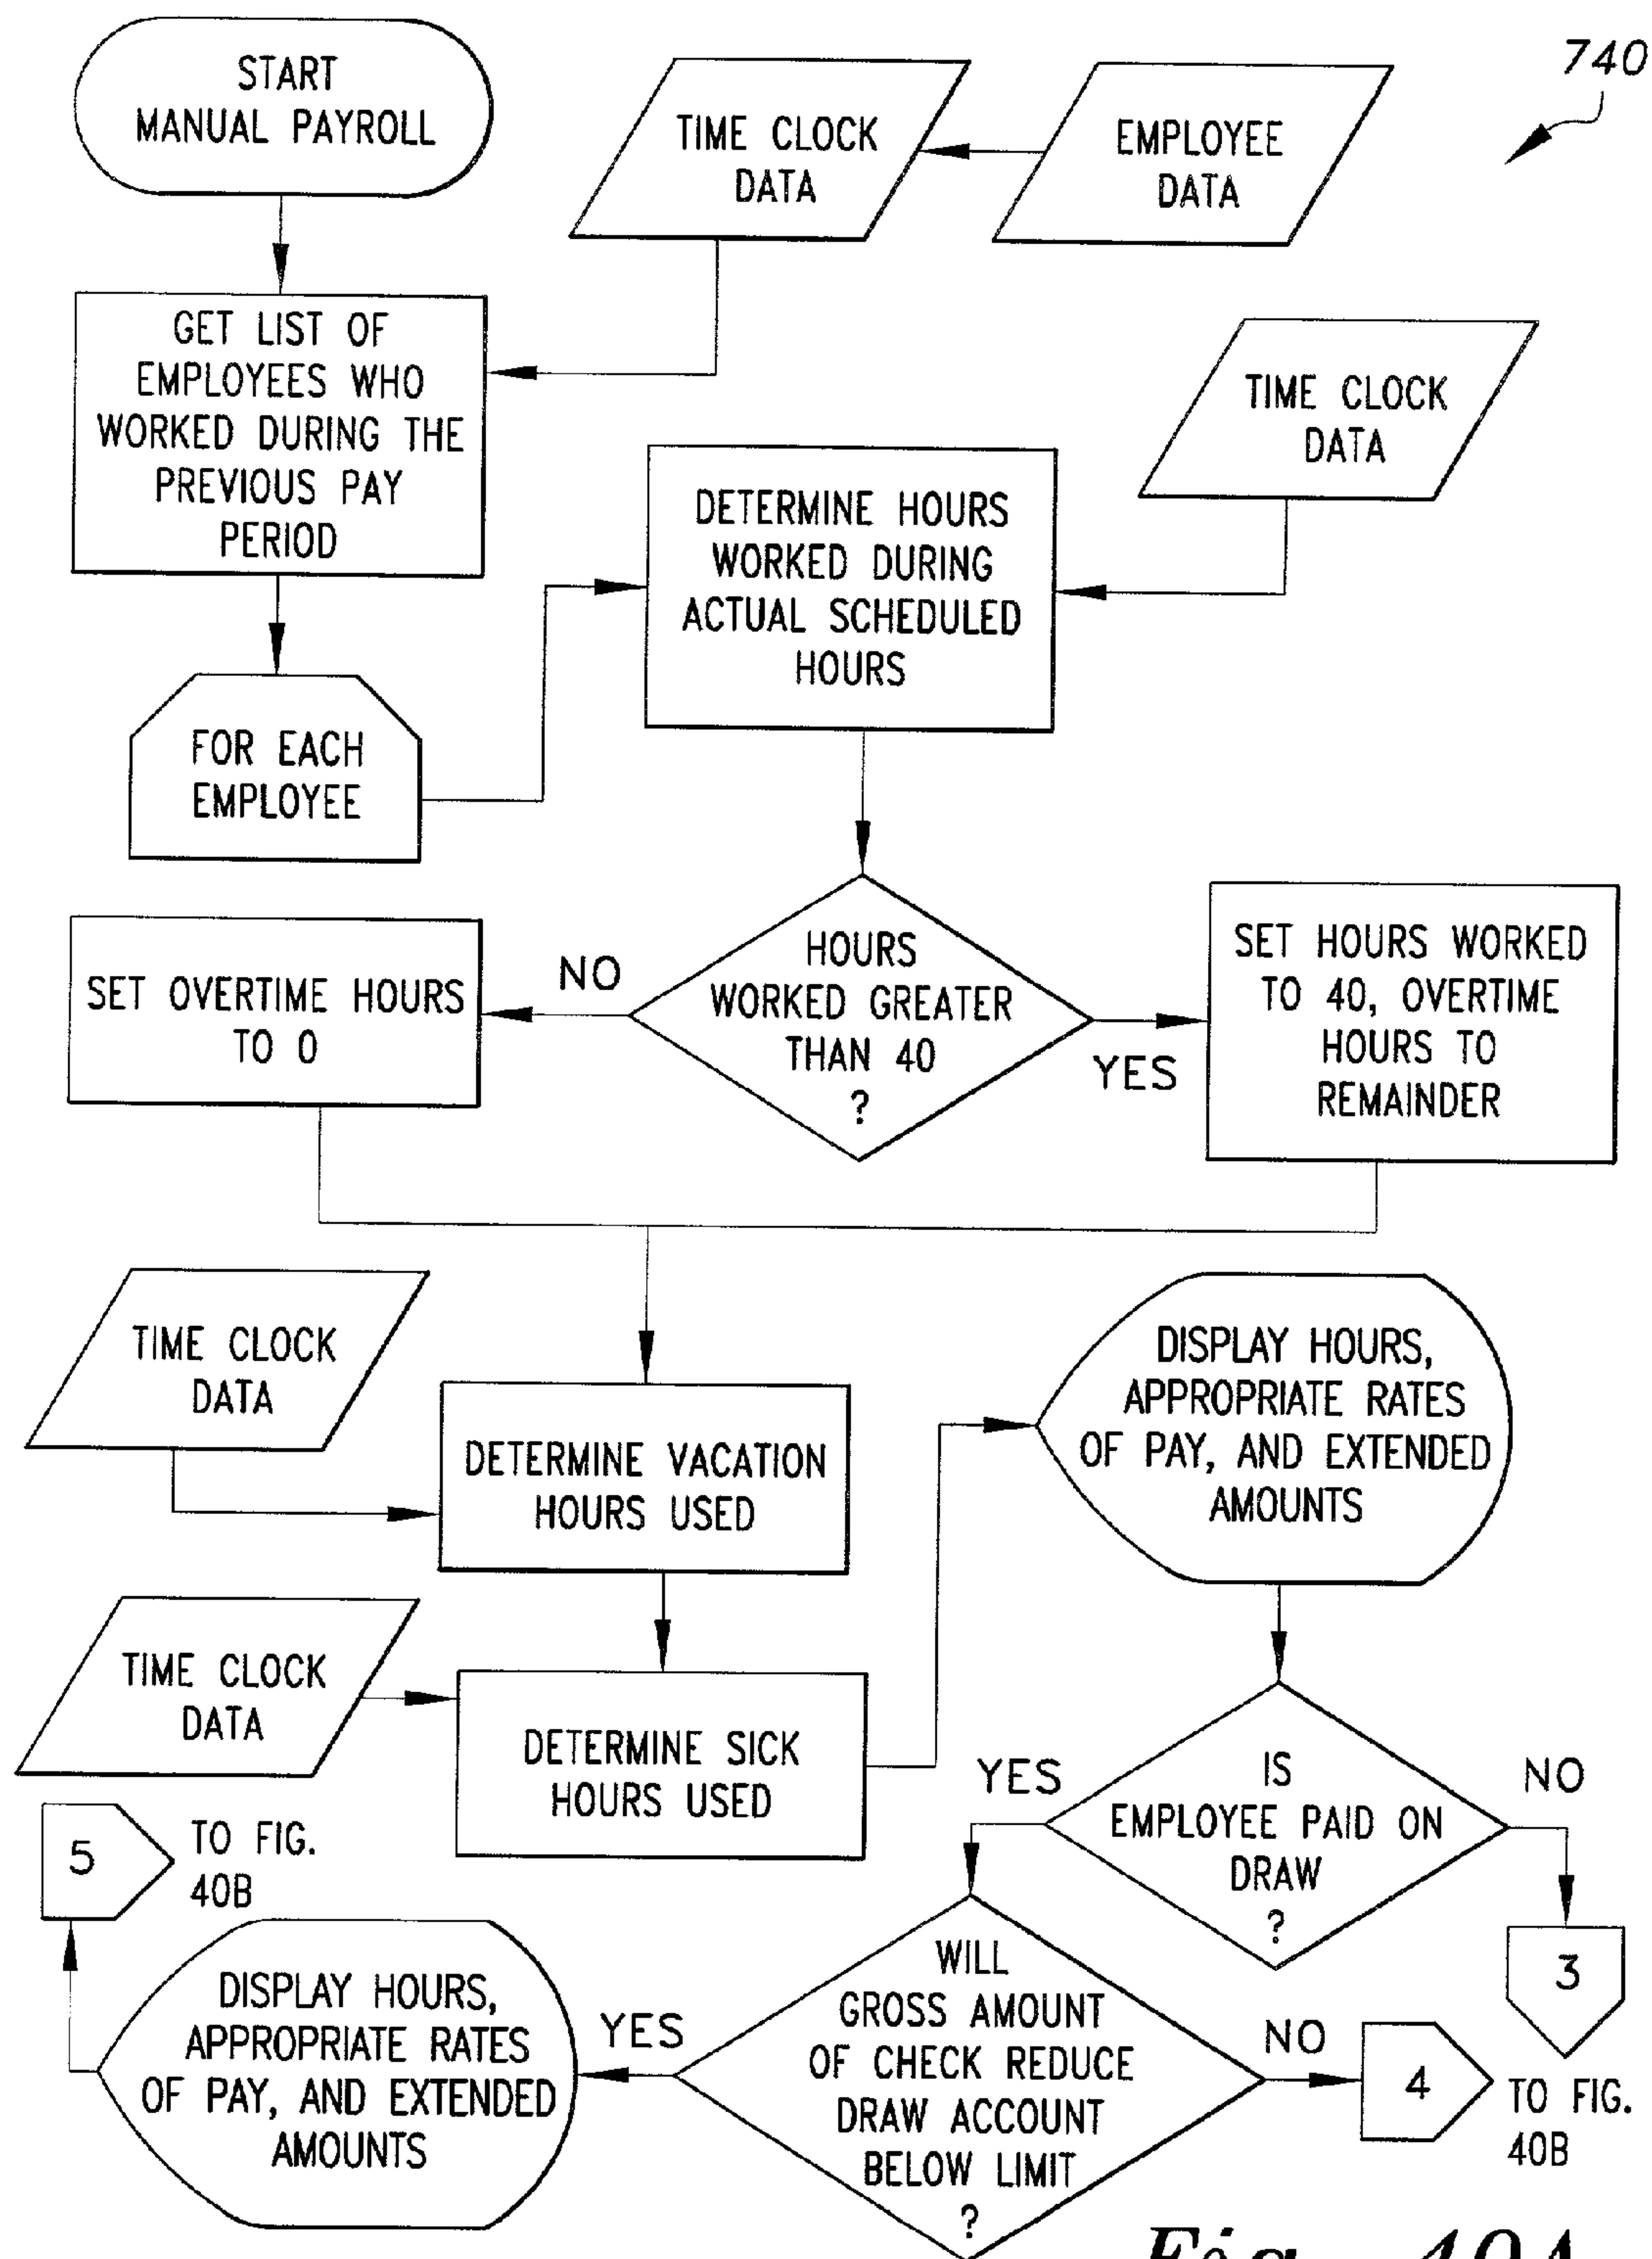 START
MANUAL PAYROLL
TIME CLOCK
DATA
EMPLOYEE
DATA
740
GET LIST OF
EMPLOYEES WHO
WORKED DURING THE
PREVIOUS PAY
PERIOD
TIME CLOCK
DATA
DETERMINE HOURS
WORKED DURING
ACTUAL SCHEDULED
HOURS
FOR EACH
EMPLOYEE
HOURS
WORKED GREATER
THAN 40
?
NO
SET OVERTIME HOURS
TO 0
YES
SET HOURS WORKED
TO 40, OVERTIME
HOURS TO
REMAINDER
TIME CLOCK
DATA
DETERMINE VACATION
HOURS USED
TIME CLOCK
DATA
DETERMINE SICK
HOURS USED
DISPLAY HOURS,
APPROPRIATE RATES
OF PAY, AND EXTENDED
AMOUNTS
IS
EMPLOYEE PAID ON
DRAW
?
YES
NO
3
WILL
GROSS AMOUNT
OF CHECK REDUCE
DRAW ACCOUNT
BELOW LIMIT
?
NO
4
TO FIG.
40B
YES
DISPLAY HOURS,
APPROPRIATE RATES
OF PAY, AND EXTENDED
AMOUNTS
5
TO FIG.
40B
Fig. 40A